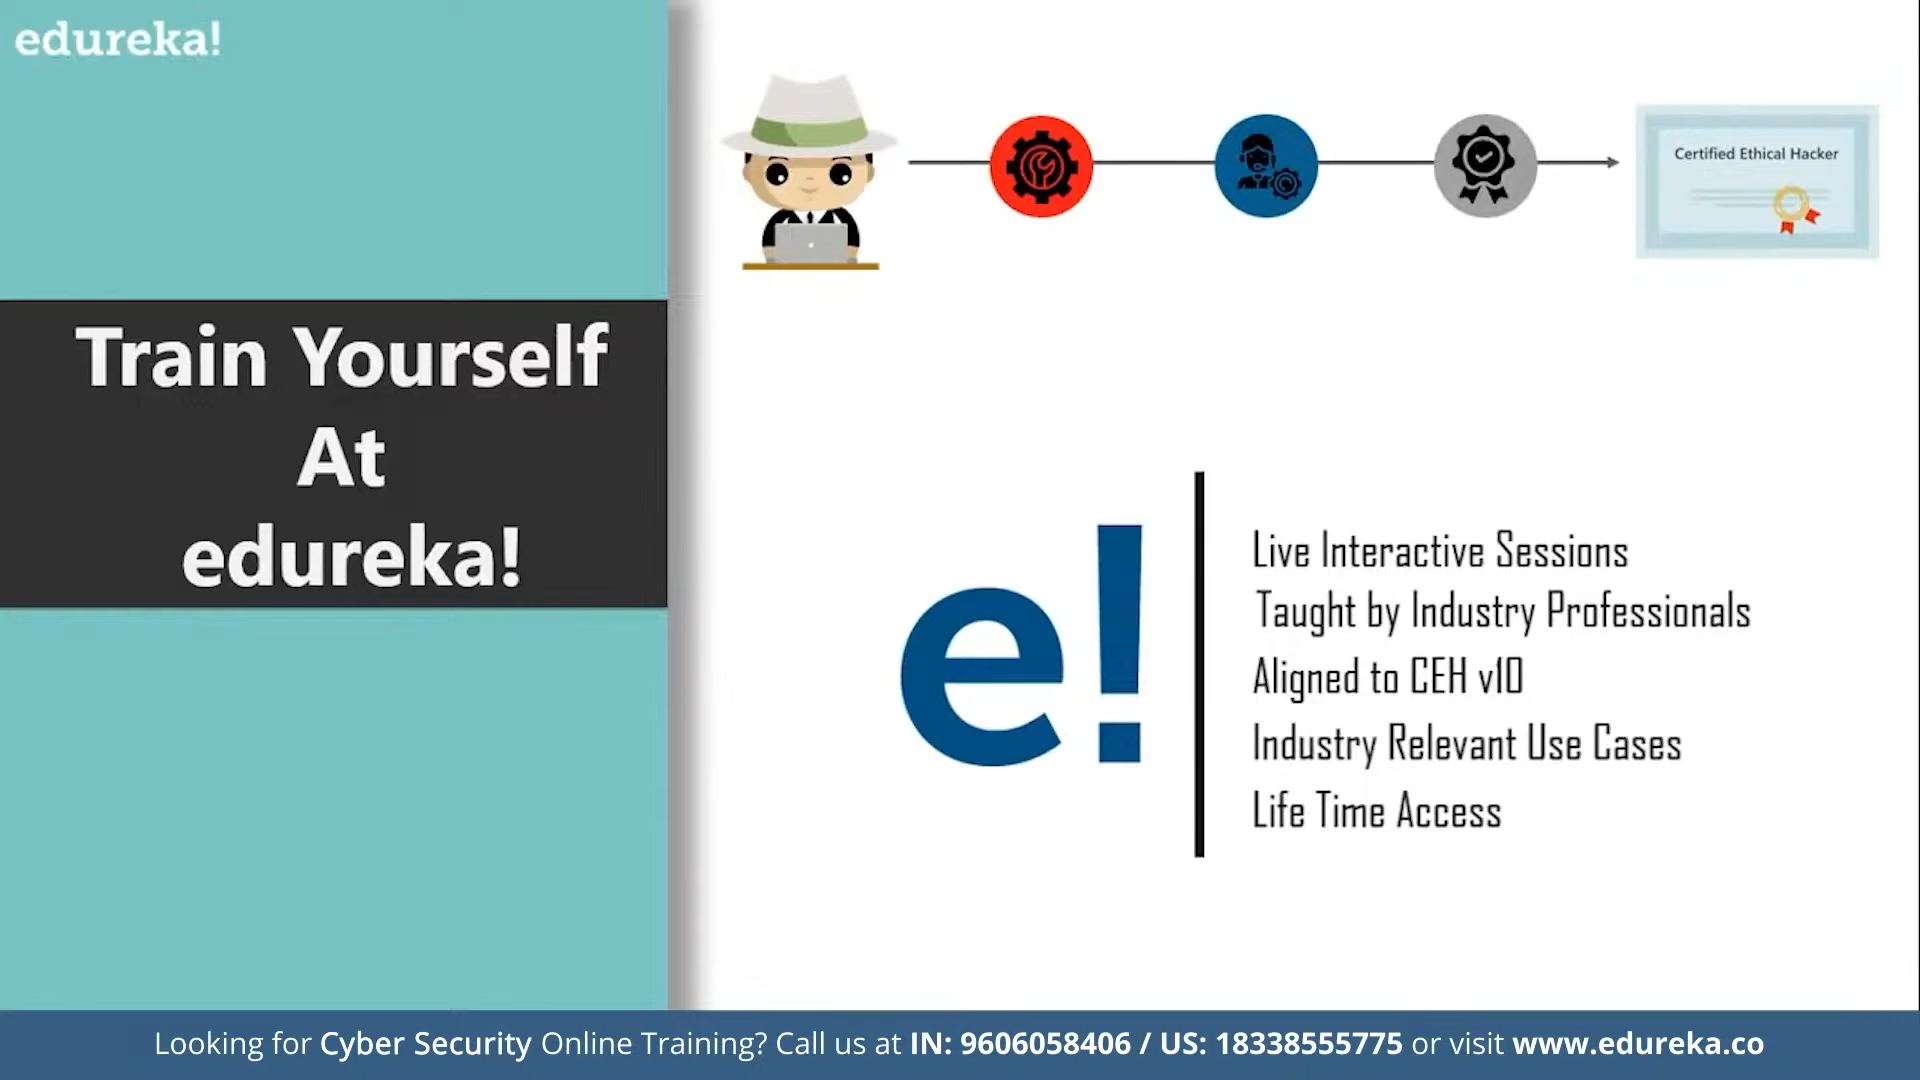 edureka!
Train Yourself
At
edureka!
Certified Ethical Hacker
e!
Live Interactive Sessions
Taught by Industry Professionals
Aligned to CEH v10
Industry Relevant Use Cases
Life Time Access
Looking for Cyber Security Online Training? Call us at IN: 9606058406 / US: 18338555775 or visit www.edureka.co